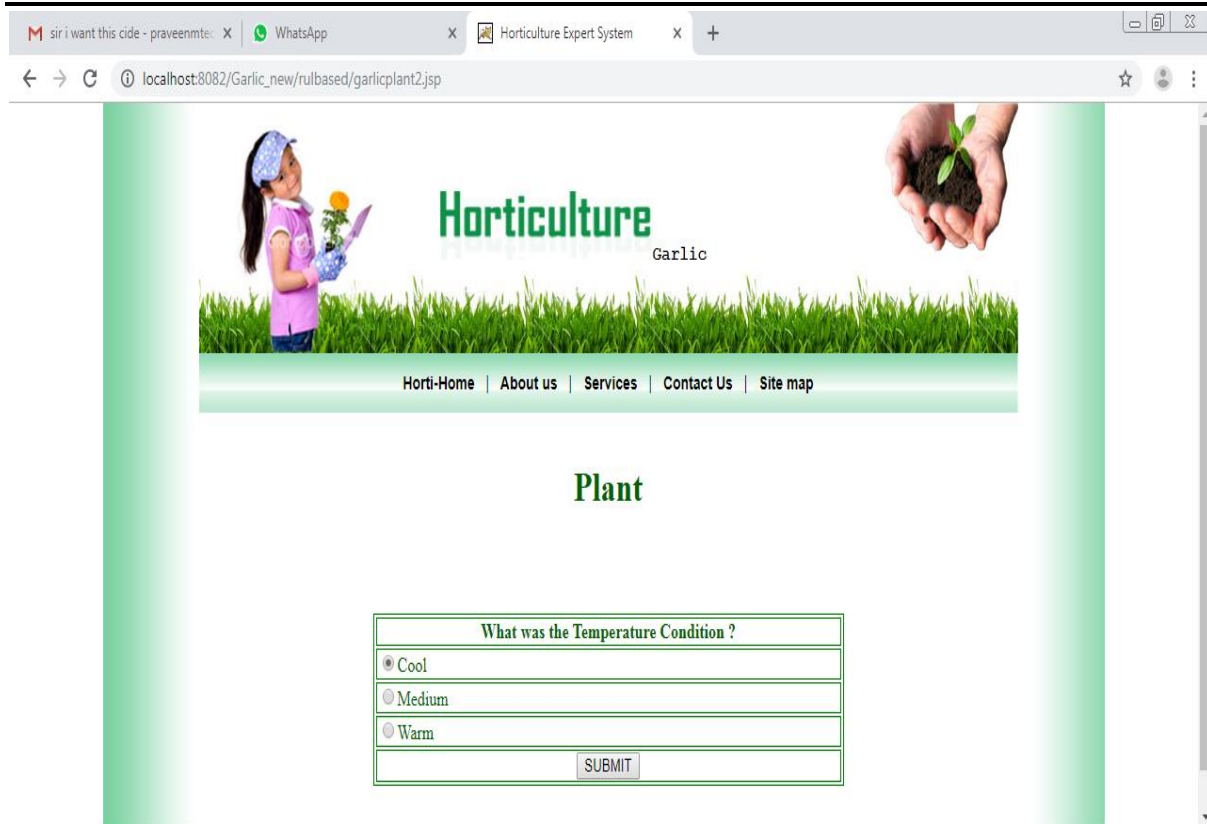 sir i want this cide - praveenmtec
WhatsApp
Horticulture Expert System
localhost:8082/Garlic_new/rulbased/garlicplant2.jsp
Horticulture
Garlic
Horti-Home | About us | Services | Contact Us | Site map
Plant
What was the Temperature Condition ?
Cool
Medium
Warm
SUBMIT